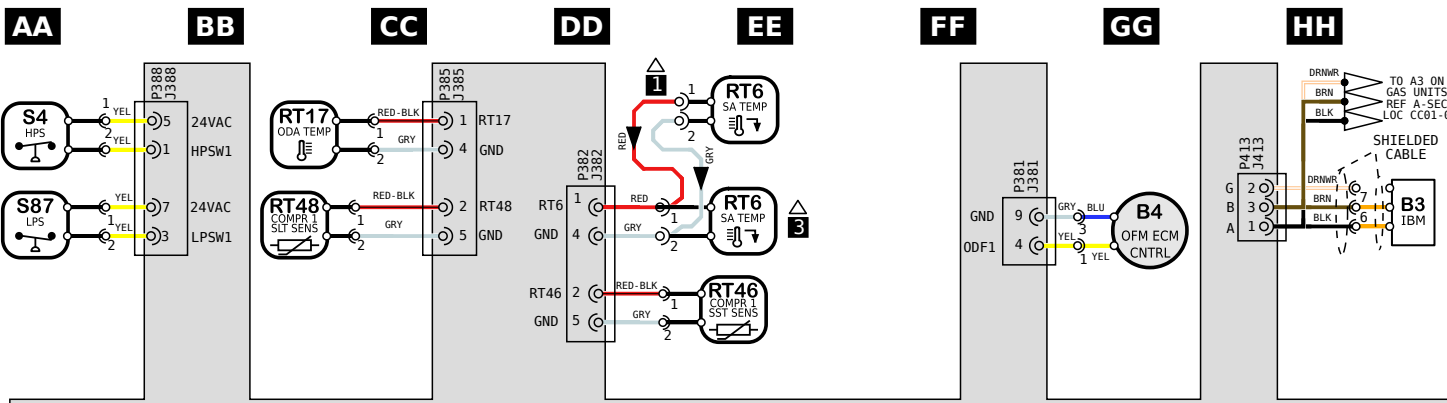 AA BB CC DD EE FF GG HH
P388
J388
S4
HPS
1 YEL
2 YEL
5 24VAC
1 HPSW1
S87
LPS
YEL
1
YEL
2
7 24VAC
3 LPSW1
RT17
ODA TEMP
RED-BLK
1
GRY
2
P385
J385
1 RT17
4 GND
RT48
COMPR 1
SLT SENS
RED-BLK
1
GRY
2
2 RT48
5 GND
P382
J382
RT6 1
GND 4
RT46 2
GND 5
1
RED
GRY
1
2
RT6
SA TEMP
RED
1
GRY
2
RT6
SA TEMP
3
RED-BLK
1
GRY
2
RT46
COMPR 1
SST SENS
P381
J381
GND 9
ODF1 4
GRY BLU
3
YEL
1 YEL
B4
OFM ECM
CNTRL
P413
J413
G 2
B 3
A 1
DRNWR
BRN
BLK
TO A3 ON
GAS UNITS
REF A-SEC
SHIELDED
CABLE
DRNWR
BRN 7
BLK 6
B3
IBM